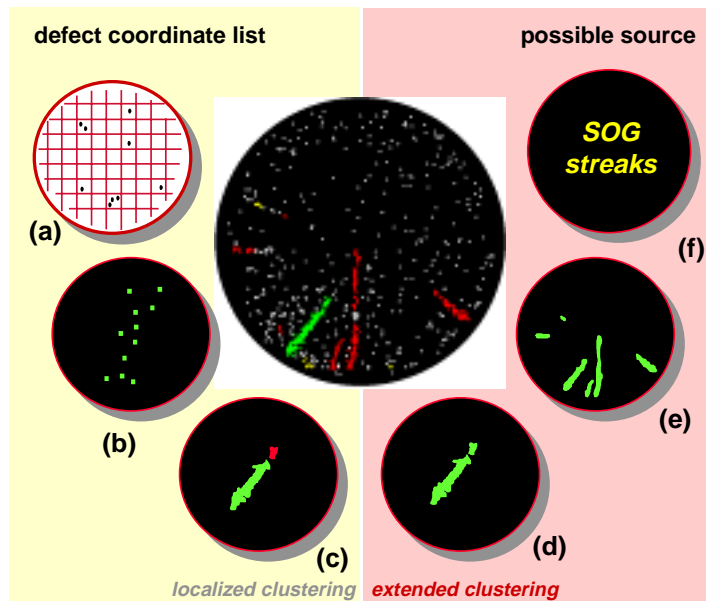 defect coordinate list
possible source
SOG
streaks
(a)
(f)
(b)
(e)
(c)
(d)
localized clustering
extended clustering